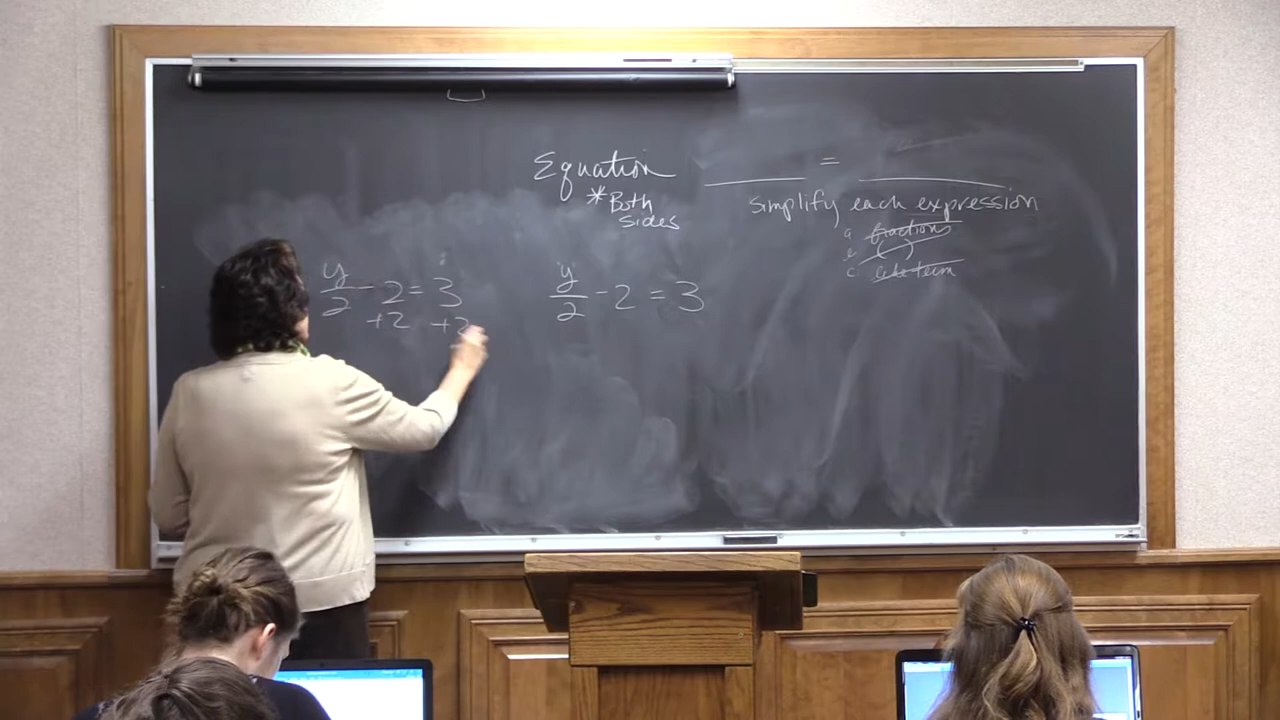 Equation =
* Both
sides
simplify each expression
a fractions
e ( )
c like term
y/2 - 2 = 3
+2 +2
y/2 - 2 = 3